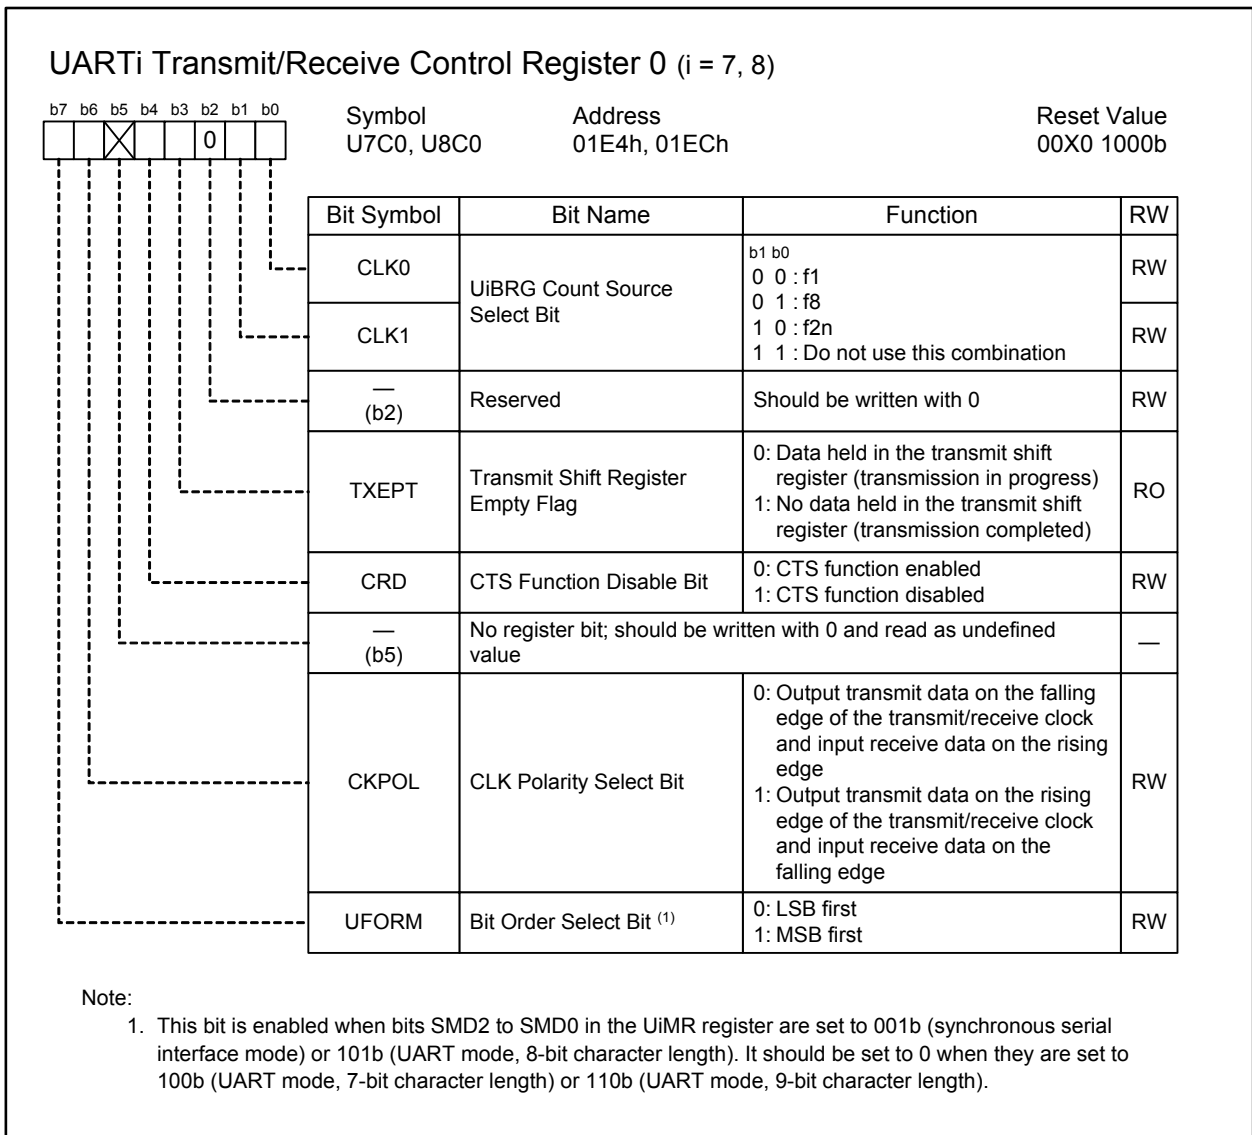 UARTi Transmit/Receive Control Register 0 (i = 7, 8)
b7 b6 b5 b4 b3 b2 b1 b0
0
Symbol Address Reset Value
U7C0, U8C0 01E4h, 01ECh 00X0 1000b
Bit Symbol Bit Name Function RW
CLK0
CLK1
UiBRG Count Source
Select Bit
b1 b0
0 0 : f1
0 1 : f8
1 0 : f2n
1 1 : Do not use this combination
RW
RW
—
(b2)
Reserved
Should be written with 0
RW
TXEPT
Transmit Shift Register
Empty Flag
0: Data held in the transmit shift
register (transmission in progress)
1: No data held in the transmit shift
register (transmission completed)
RO
CRD
CTS Function Disable Bit
0: CTS function enabled
1: CTS function disabled
RW
—
(b5)
No register bit; should be written with 0 and read as undefined
value
—
CKPOL
CLK Polarity Select Bit
0: Output transmit data on the falling
edge of the transmit/receive clock
and input receive data on the rising
edge
1: Output transmit data on the rising
edge of the transmit/receive clock
and input receive data on the
falling edge
RW
UFORM
Bit Order Select Bit (1)
0: LSB first
1: MSB first
RW
Note:
1. This bit is enabled when bits SMD2 to SMD0 in the UiMR register are set to 001b (synchronous serial
interface mode) or 101b (UART mode, 8-bit character length). It should be set to 0 when they are set to
100b (UART mode, 7-bit character length) or 110b (UART mode, 9-bit character length).